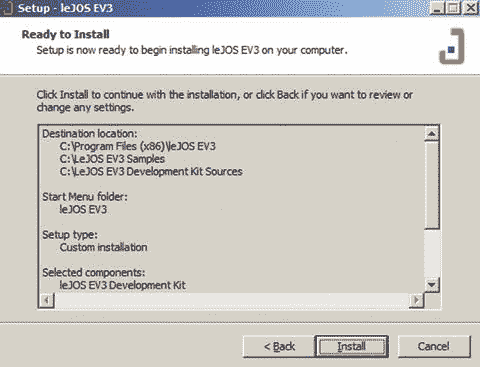 Setup - leJOS EV3
Ready to Install
Setup is now ready to begin installing leJOS EV3 on your computer.
Click Install to continue with the installation, or click Back if you want to review or
change any settings.
Destination location:
C:\Program Files (x86)\leJOS EV3
C:\LeJOS EV3 Samples
C:\LeJOS EV3 Development Kit Sources
Start Menu folder:
leJOS EV3
Setup type:
Custom installation
Selected components:
leJOS EV3 Development Kit
< Back
Install
Cancel